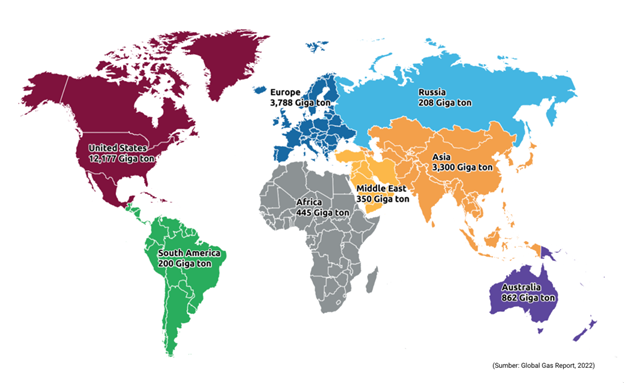 Europe
3,788 Giga ton
Russia
208 Giga ton
United States
12,177 Giga ton
Asia
3,300 Giga ton
Middle East
350 Giga ton
Africa
445 Giga ton
South America
200 Giga ton
Australia
862 Giga ton
(Sumber: Global Gas Report, 2022)